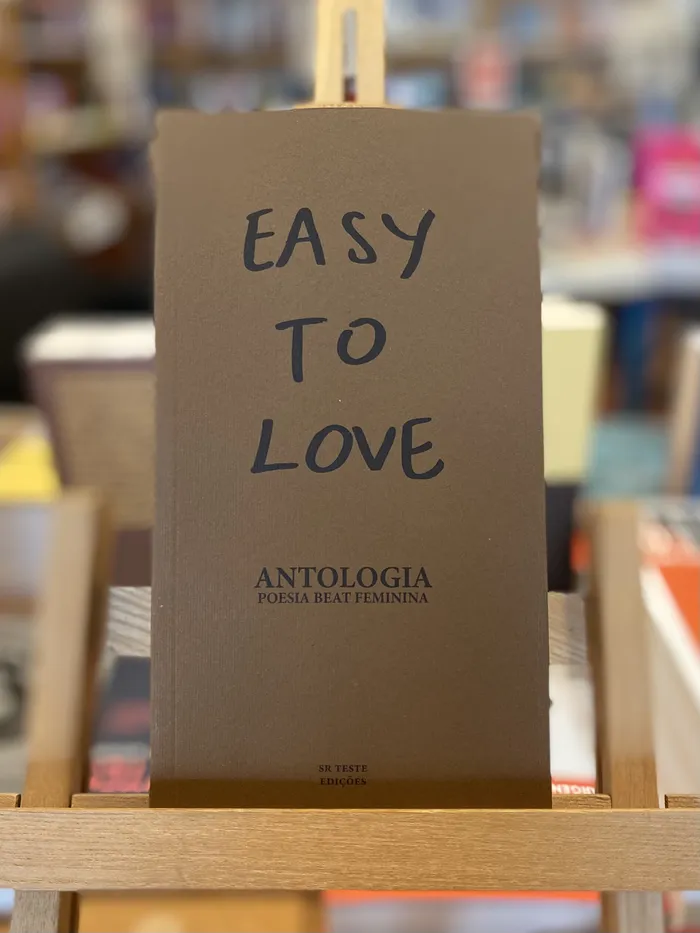 EASY
TO
LOVE
ANTOLOGIA
POESIA BEAT FEMININA
SR TESTE
EDIÇÕES